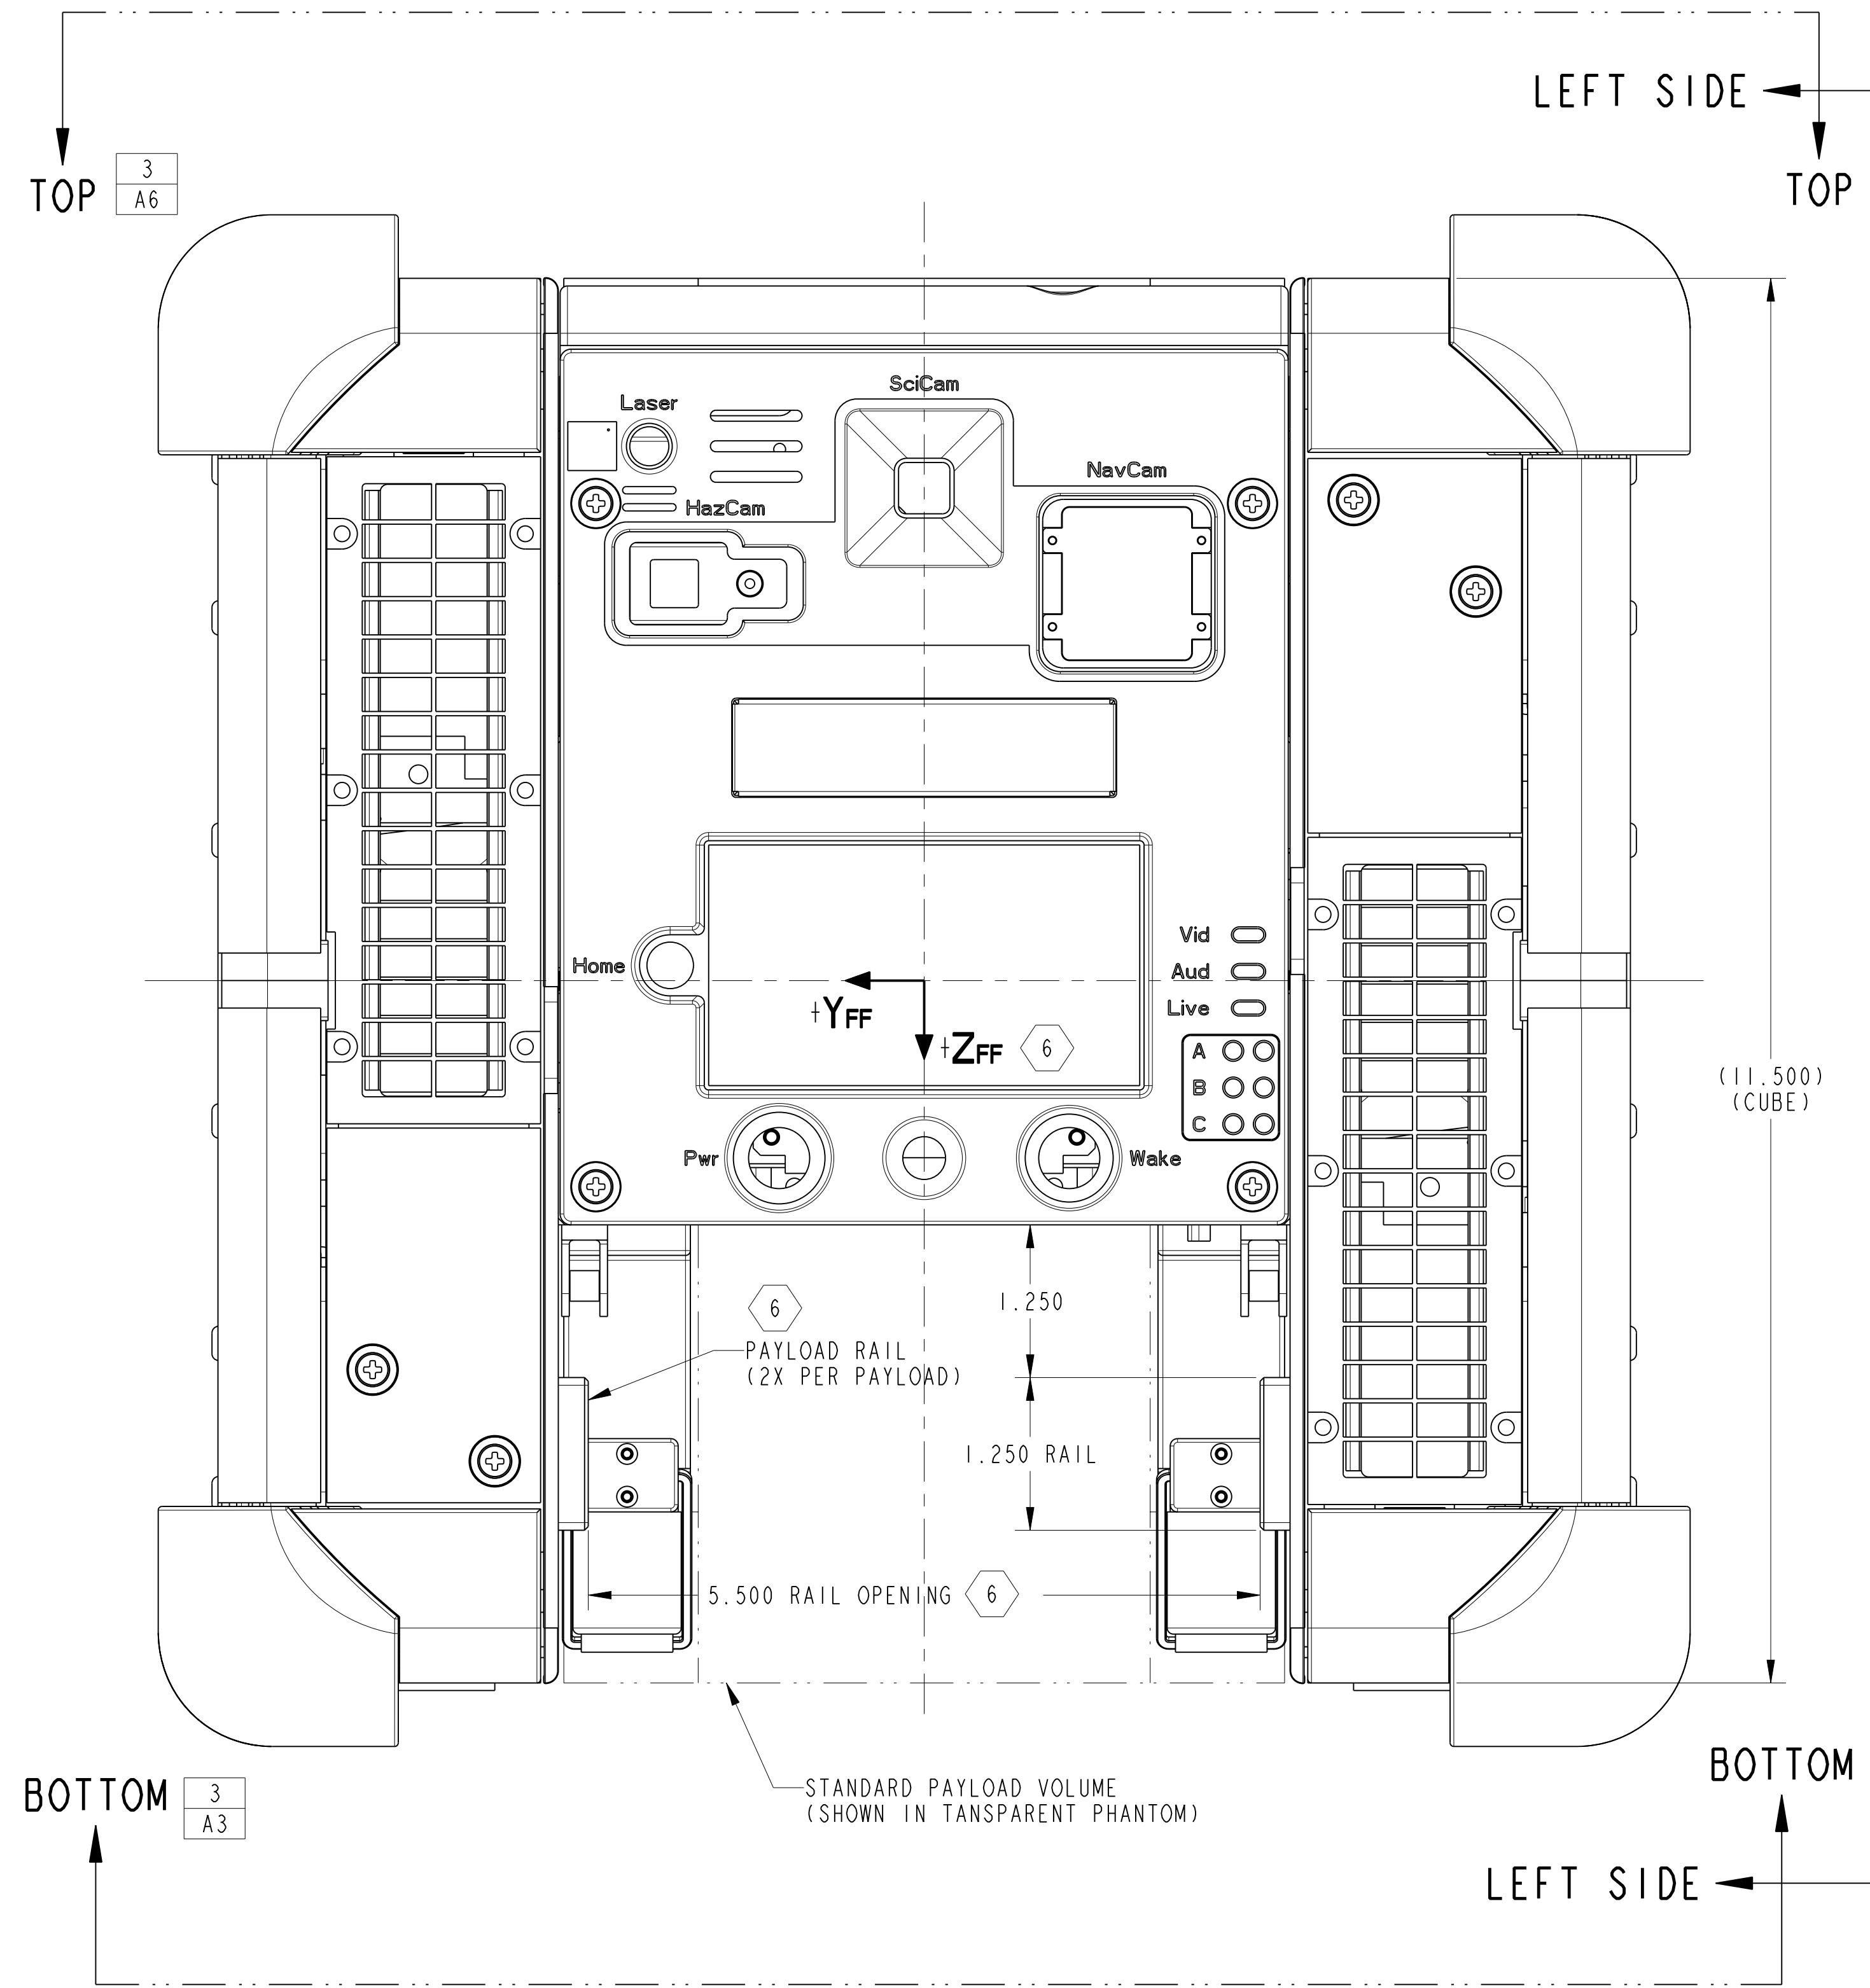 LEFT SIDE
TOP
3
A6
TOP
SciCam
Laser
NavCam
HazCam
Vid
Home
Aud
Live
+YFF
+ZFF
6
A
B
C
(11.500)
(CUBE)
Pwr
Wake
6
1.250
PAYLOAD RAIL
(2X PER PAYLOAD)
1.250 RAIL
5.500 RAIL OPENING
6
BOTTOM
3
A3
STANDARD PAYLOAD VOLUME
(SHOWN IN TANSPARENT PHANTOM)
BOTTOM
LEFT SIDE